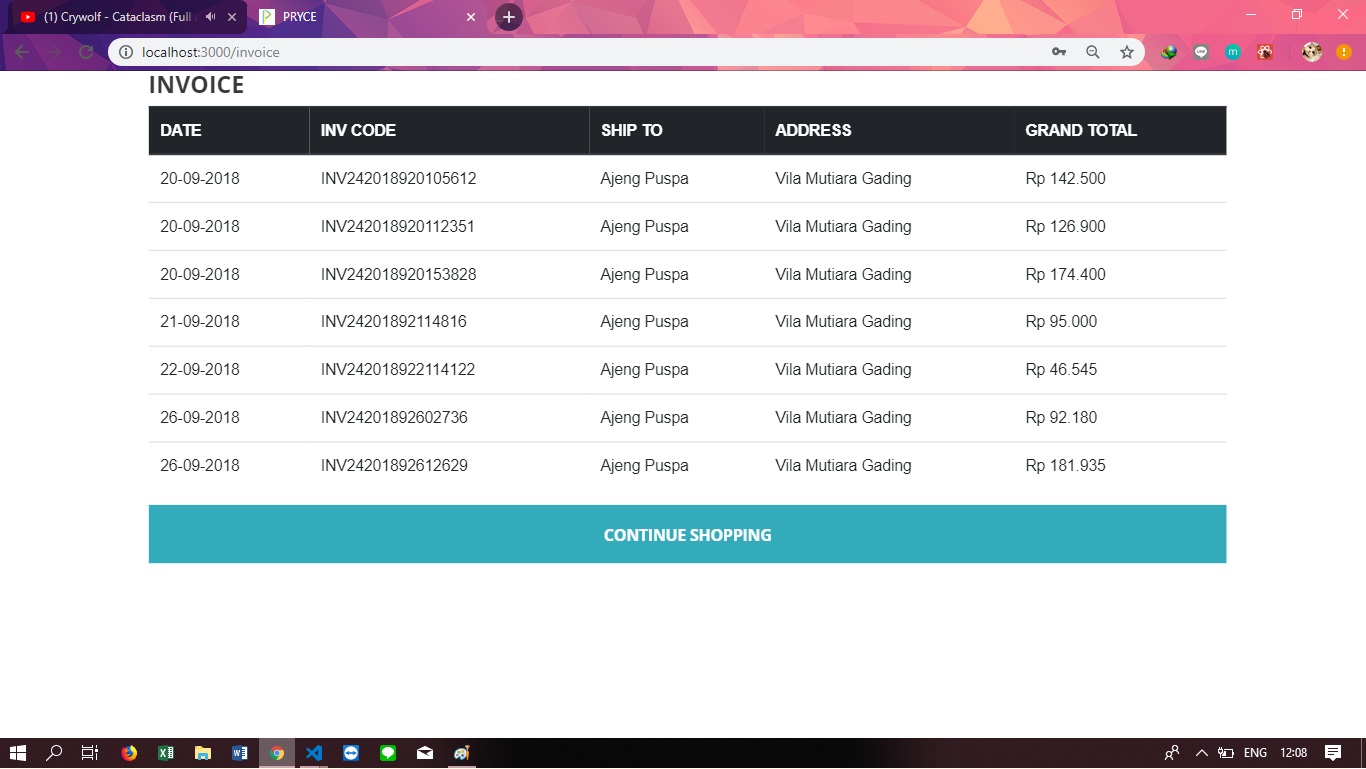 (1) Crywolf - Cataclasm (Full
PRYCE
localhost:3000/invoice
INVOICE
DATE INV CODE SHIP TO ADDRESS GRAND TOTAL
20-09-2018 INV242018920105612 Ajeng Puspa Vila Mutiara Gading Rp 142.500
20-09-2018 INV242018920112351 Ajeng Puspa Vila Mutiara Gading Rp 126.900
20-09-2018 INV242018920153828 Ajeng Puspa Vila Mutiara Gading Rp 174.400
21-09-2018 INV24201892114816 Ajeng Puspa Vila Mutiara Gading Rp 95.000
22-09-2018 INV242018922114122 Ajeng Puspa Vila Mutiara Gading Rp 46.545
26-09-2018 INV24201892602736 Ajeng Puspa Vila Mutiara Gading Rp 92.180
26-09-2018 INV24201892612629 Ajeng Puspa Vila Mutiara Gading Rp 181.935
CONTINUE SHOPPING
ENG 12:08